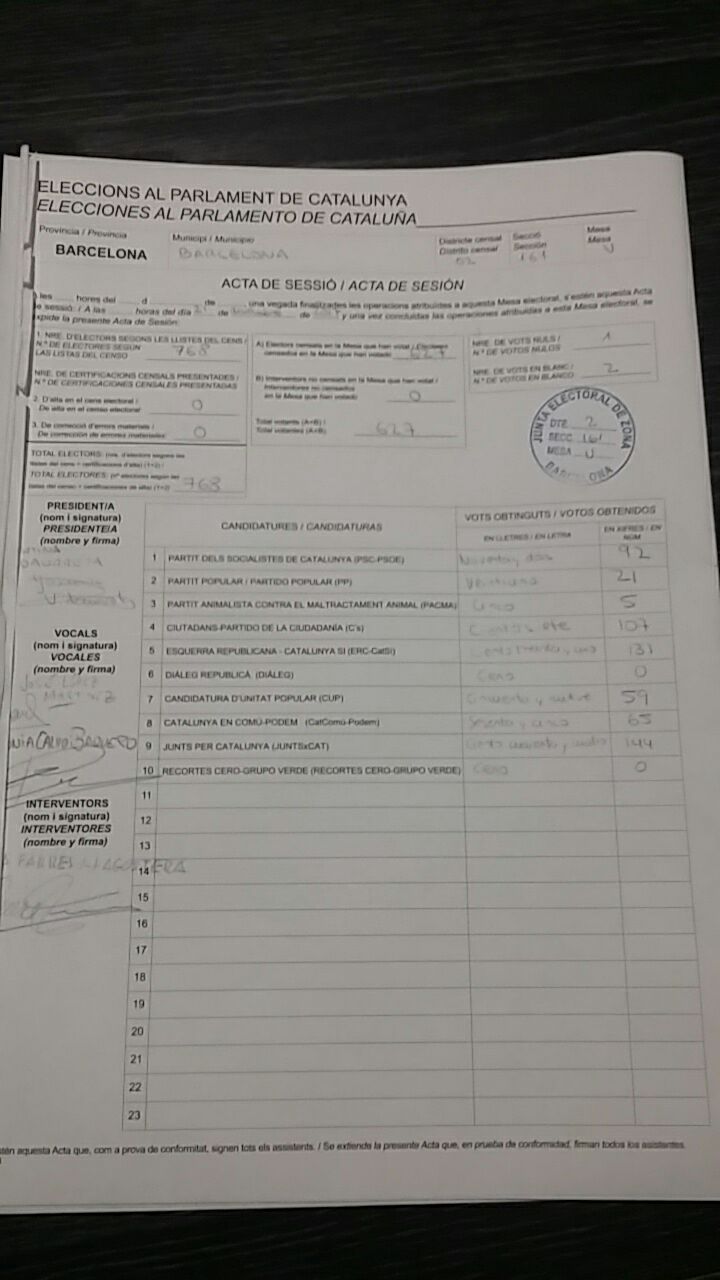 ELECCIONS AL PARLAMENT DE CATALUNYA
ELECCIONES AL PARLAMENTO DE CATALUÑA
Província / Provincia
BARCELONA
Municipi / Municipio
BARCELONA
Districte censal
Distrito censal
02
Secció
Sección
161
Mesa
Mesa
U
ACTA DE SESSIÓ / ACTA DE SESIÓN
les hores del d de una vegada finalitzades les operacions atribuïdes a aquesta Mesa electoral, s'estén aquesta Acta
de sessió: / A las horas del día 21 de de y una vez concluidas las operaciones atribuidas a esta Mesa electoral, se
expide la presente Acta de Sesión:
1. NRE. D'ELECTORS SEGONS LES LLISTES DEL CENS /
N.º DE ELECTORES SEGÚN
LAS LISTAS DEL CENSO
768
NRE. DE CERTIFICACIONS CENSALS PRESENTADES /
N.º DE CERTIFICACIONES CENSALES PRESENTADAS
2. D'alta en el cens electoral /
De alta en el censo electoral
0
3. De correcció d'errors materials /
De corrección de errores materiales
0
TOTAL ELECTORS: (nre. d'electors segons les
llistes del cens + certificacions d'alta) (1+2) /
TOTAL ELECTORES: (nº electores según las
listas del censo + certificaciones de alta) (1+2)
768
A) Electors censats en la Mesa que han votat / Electores
censados en la Mesa que han votado
627
B) Interventors no censats en la Mesa que han votat /
Interventores no censados
en la Mesa que han votado
0
Total votants (A+B) /
Total votantes (A+B)
627
NRE. DE VOTS NULS /
N.º DE VOTOS NULOS
1
NRE. DE VOTS EN BLANC /
N.º DE VOTOS EN BLANCO
2
JUNTA ELECTORAL DE ZONA
DTE 2
SECC 161
MESA U
BARCELONA
PRESIDENT/A
(nom i signatura)
PRESIDENTE/A
(nombre y firma)
VOCALS
(nom i signatura)
VOCALES
(nombre y firma)
JOSE LOPEZ
MARTINEZ
CALVO BAQUERO
INTERVENTORS
(nom i signatura)
INTERVENTORES
(nombre y firma)
CANDIDATURES / CANDIDATURAS
VOTS OBTINGUTS / VOTOS OBTENIDOS
EN LLETRES / EN LETRA
EN XIFRES / EN NÚM
1 PARTIT DELS SOCIALISTES DE CATALUNYA (PSC-PSOE) Noventa y dos 92
2 PARTIT POPULAR / PARTIDO POPULAR (PP) Veintiuno 21
3 PARTIT ANIMALISTA CONTRA EL MALTRACTAMENT ANIMAL (PACMA) Cinco 5
4 CIUTADANS-PARTIDO DE LA CIUDADANÍA (C's) Ciento siete 107
5 ESQUERRA REPUBLICANA - CATALUNYA SÍ (ERC-CatSí) Ciento treinta y uno 131
6 DIÀLEG REPUBLICÀ (DIÀLEG) Cero 0
7 CANDIDATURA D'UNITAT POPULAR (CUP) Cincuenta y nueve 59
8 CATALUNYA EN COMÚ-PODEM (CatComú-Podem) Sesenta y cinco 65
9 JUNTS PER CATALUNYA (JUNTSxCAT) Ciento cuarenta y cuatro 144
10 RECORTES CERO-GRUPO VERDE (RECORTES CERO-GRUPO VERDE) Cero 0
11
12
13
14
15
16
17
18
19
20
21
22
23
estén aquesta Acta que, com a prova de conformitat, signen tots els assistents. / Se extiende la presente Acta que, en prueba de conformidad, firman todos los asistentes.